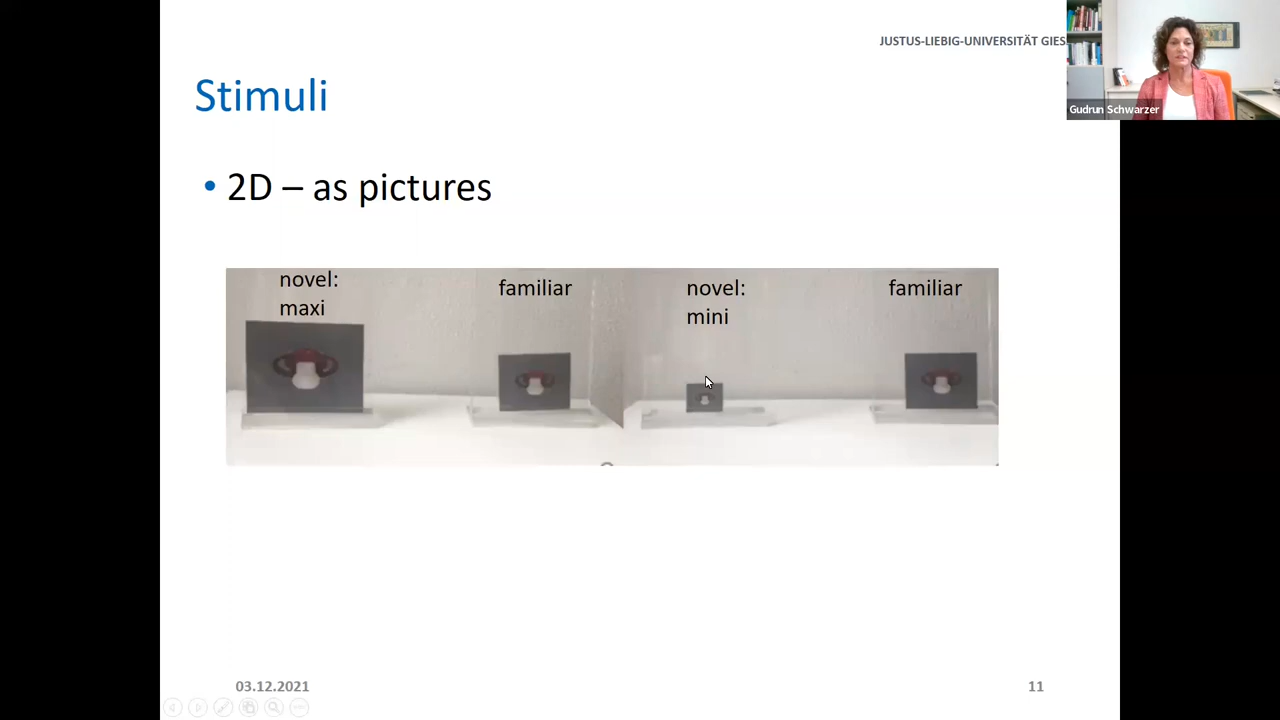 JUSTUS-LIEBIG-UNIVERSITÄT GIES
Gudrun Schwarzer
Stimuli
• 2D – as pictures
novel:
maxi
familiar
novel:
mini
familiar
03.12.2021
11